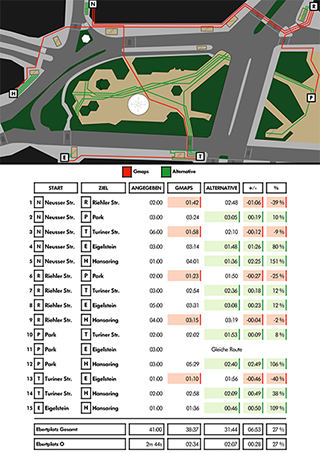 N
R
H
P
E
T
Gmaps Alternative
START ZIEL ANGEGEBEN GMAPS ALTERNATIVE +/- %
1 N Neusser Str. R Riehler Str. 02:00 01:42 02:48 -01:06 -39 %
2 N Neusser Str. P Park 03:00 03:24 03:05 00:19 10 %
3 N Neusser Str. T Turiner Str. 06:00 01:58 02:10 -00:12 -9 %
4 N Neusser Str. E Eigelstein 03:00 03:14 01:48 01:26 80 %
5 N Neusser Str. H Hansaring 01:00 04:01 01:36 02:25 151 %
6 R Riehler Str. P Park 02:00 01:23 01:50 -00:27 -25 %
7 R Riehler Str. T Turiner Str. 03:00 02:54 02:36 00:18 12 %
8 R Riehler Str. E Eigelstein 05:00 03:31 03:08 00:23 12 %
9 R Riehler Str. H Hansaring 04:00 03:15 03:19 -00:04 -2 %
10 P Park T Turiner Str. 02:00 02:02 01:53 00:09 8 %
11 P Park E Eigelstein 03:00 Gleiche Route
12 P Park H Hansaring 03:00 05:29 02:40 02:49 106 %
13 T Turiner Str. E Eigelstein 01:00 01:10 01:56 -00:46 -40 %
14 T Turiner Str. H Hansaring 02:00 02:58 02:09 00:49 38 %
15 E Eigelstein H Hansaring 01:00 01:36 00:46 00:50 109 %
Ebertplatz Gesamt 41:00 38:37 31:44 06:53 27 %
Ebertplatz O 2m 44s 02:34 02:07 00:28 27 %